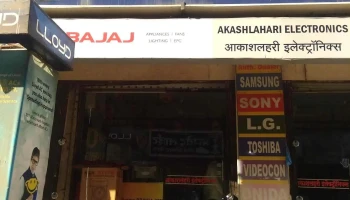 LLOYD
BAJAJ
APPLIANCES | FANS
LIGHTING | EPC
AKASHLAHARI ELECTRONICS
आकाशलहरी इलेक्ट्रॉनिक्स
SAMSUNG
SONY
L.G.
TOSHIBA
VIDEOCON